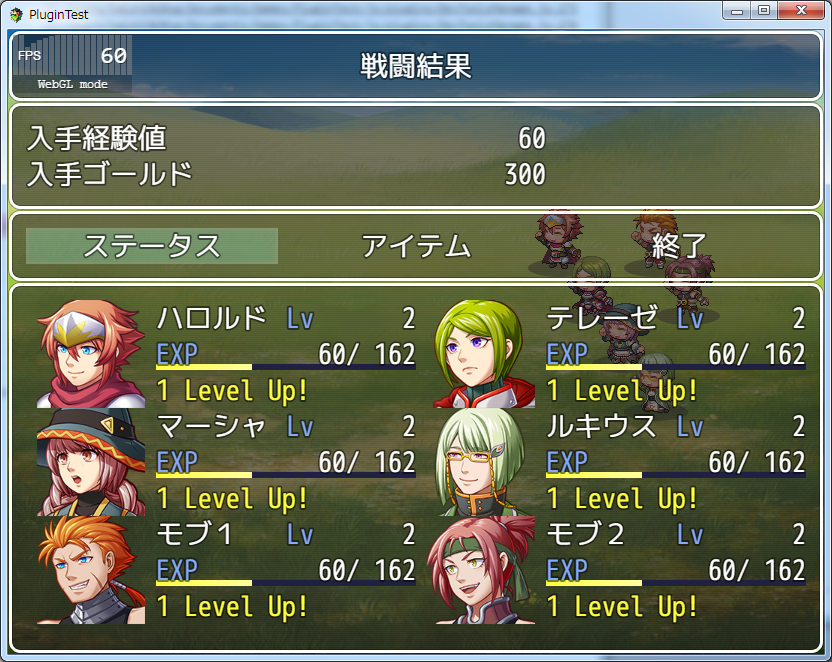 PluginTest
FPS 60
WebGL mode
戦闘結果
入手経験値 60
入手ゴールド 300
ステータス アイテム 終了
ハロルド Lv 2
EXP 60/ 162
1 Level Up!
テレーゼ Lv 2
EXP 60/ 162
1 Level Up!
マーシャ Lv 2
EXP 60/ 162
1 Level Up!
ルキウス Lv 2
EXP 60/ 162
1 Level Up!
モブ1 Lv 2
EXP 60/ 162
1 Level Up!
モブ2 Lv 2
EXP 60/ 162
1 Level Up!